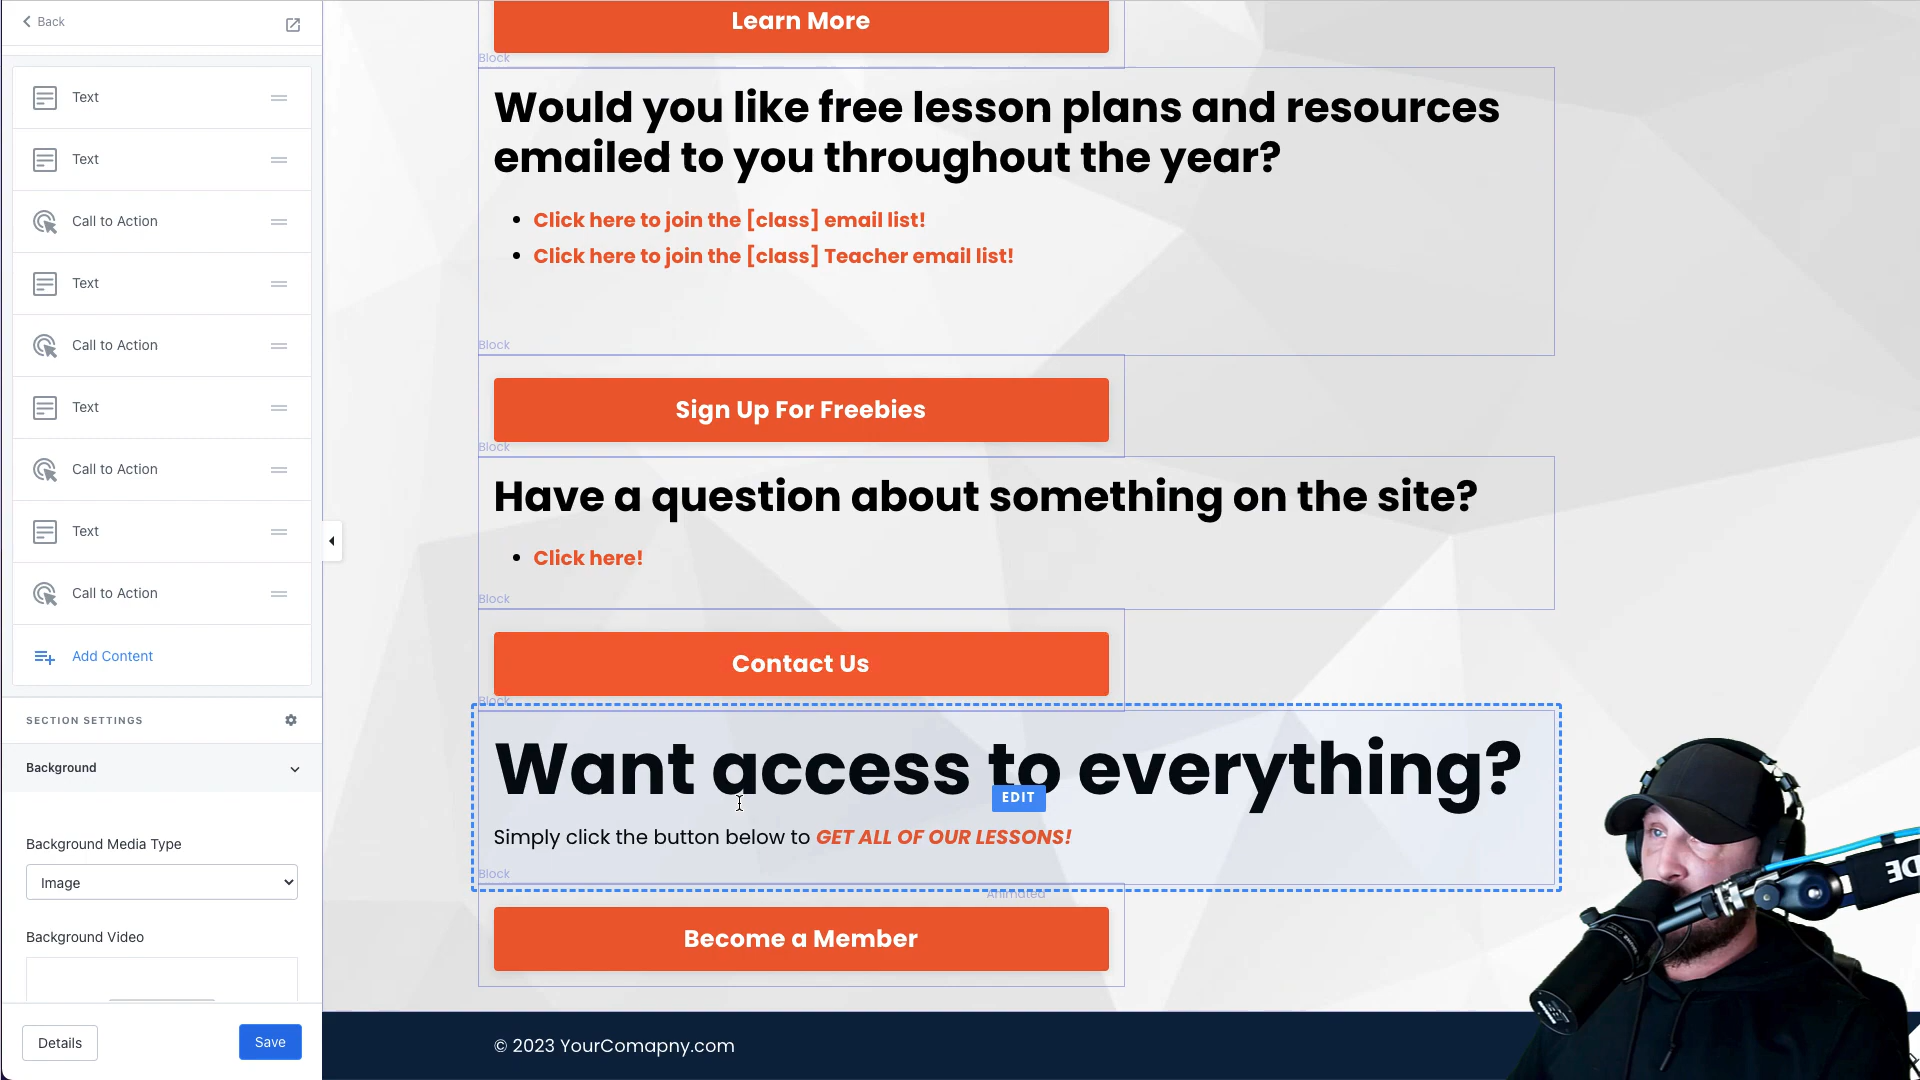 Back
Text
Text
Call to Action
Text
Call to Action
Text
Call to Action
Text
Call to Action
Add Content
SECTION SETTINGS
Background
Background Media Type
Image
Background Video
Details
Save
Learn More
Block
Would you like free lesson plans and resources
emailed to you throughout the year?
Click here to join the [class] email list!
Click here to join the [class] Teacher email list!
Block
Sign Up For Freebies
Block
Have a question about something on the site?
Click here!
Block
Contact Us
Block
Want access to everything?
EDIT
Simply click the button below to GET ALL OF OUR LESSONS!
Block
Animated
Become a Member
© 2023 YourComapny.com